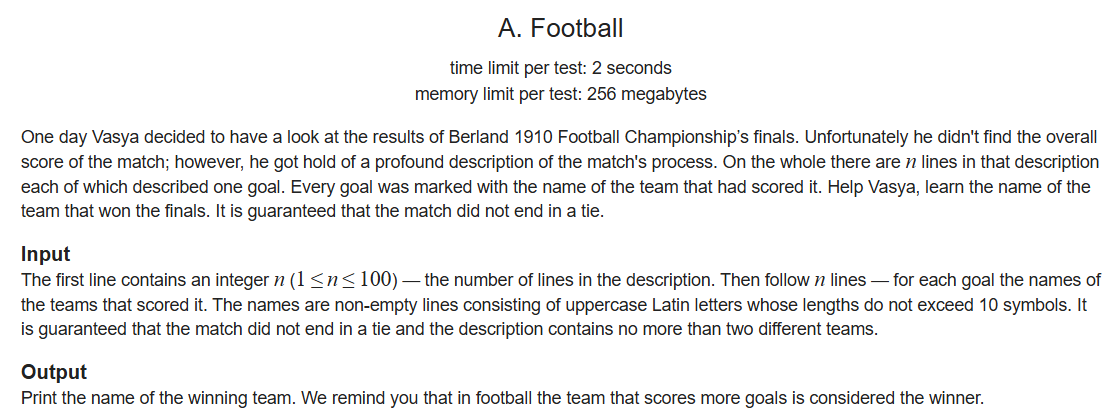 A. Football
time limit per test: 2 seconds
memory limit per test: 256 megabytes
One day Vasya decided to have a look at the results of Berland 1910 Football Championship’s finals. Unfortunately he didn't find the overall
score of the match; however, he got hold of a profound description of the match's process. On the whole there are n lines in that description
each of which described one goal. Every goal was marked with the name of the team that had scored it. Help Vasya, learn the name of the
team that won the finals. It is guaranteed that the match did not end in a tie.
Input
The first line contains an integer n (1 ≤ n ≤ 100) — the number of lines in the description. Then follow n lines — for each goal the names of
the teams that scored it. The names are non-empty lines consisting of uppercase Latin letters whose lengths do not exceed 10 symbols. It
is guaranteed that the match did not end in a tie and the description contains no more than two different teams.
Output
Print the name of the winning team. We remind you that in football the team that scores more goals is considered the winner.